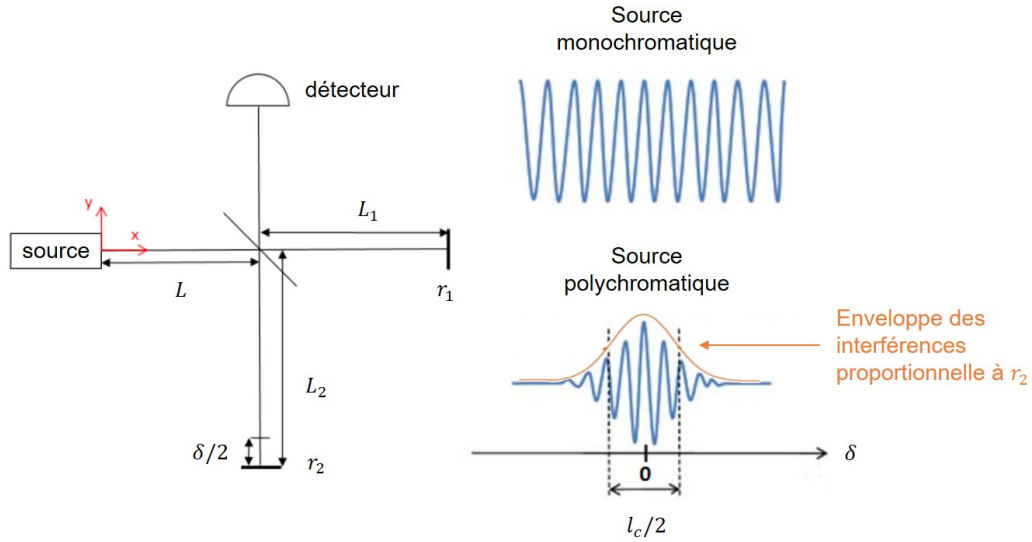 Source
monochromatique
détecteur
y
x
source
L
L₁
r₁
L₂
δ/2
r₂
Source
polychromatique
Enveloppe des
interférences
proportionnelle à r₂
δ
0
l_c/2